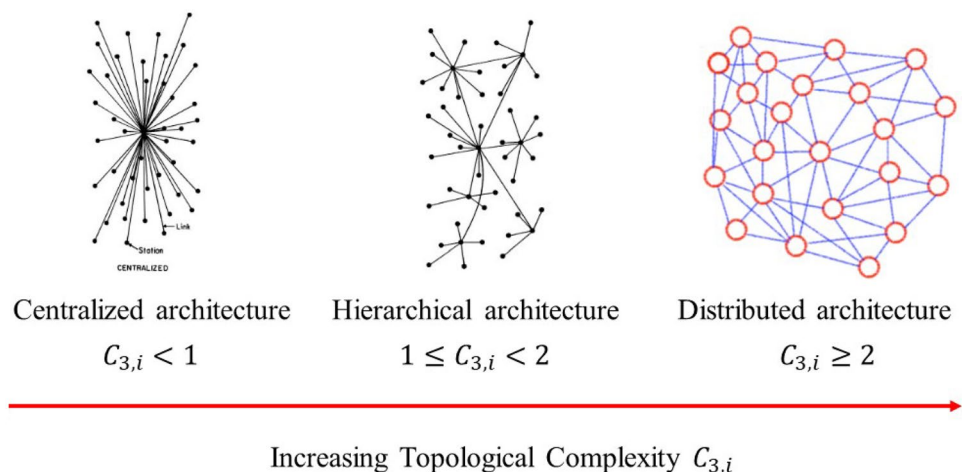 Link
Station
CENTRALIZED
Centralized architecture
Hierarchical architecture
Distributed architecture
C₃,ᵢ < 1
1 ≤ C₃,ᵢ < 2
C₃,ᵢ ≥ 2
Increasing Topological Complexity C₃,ᵢ